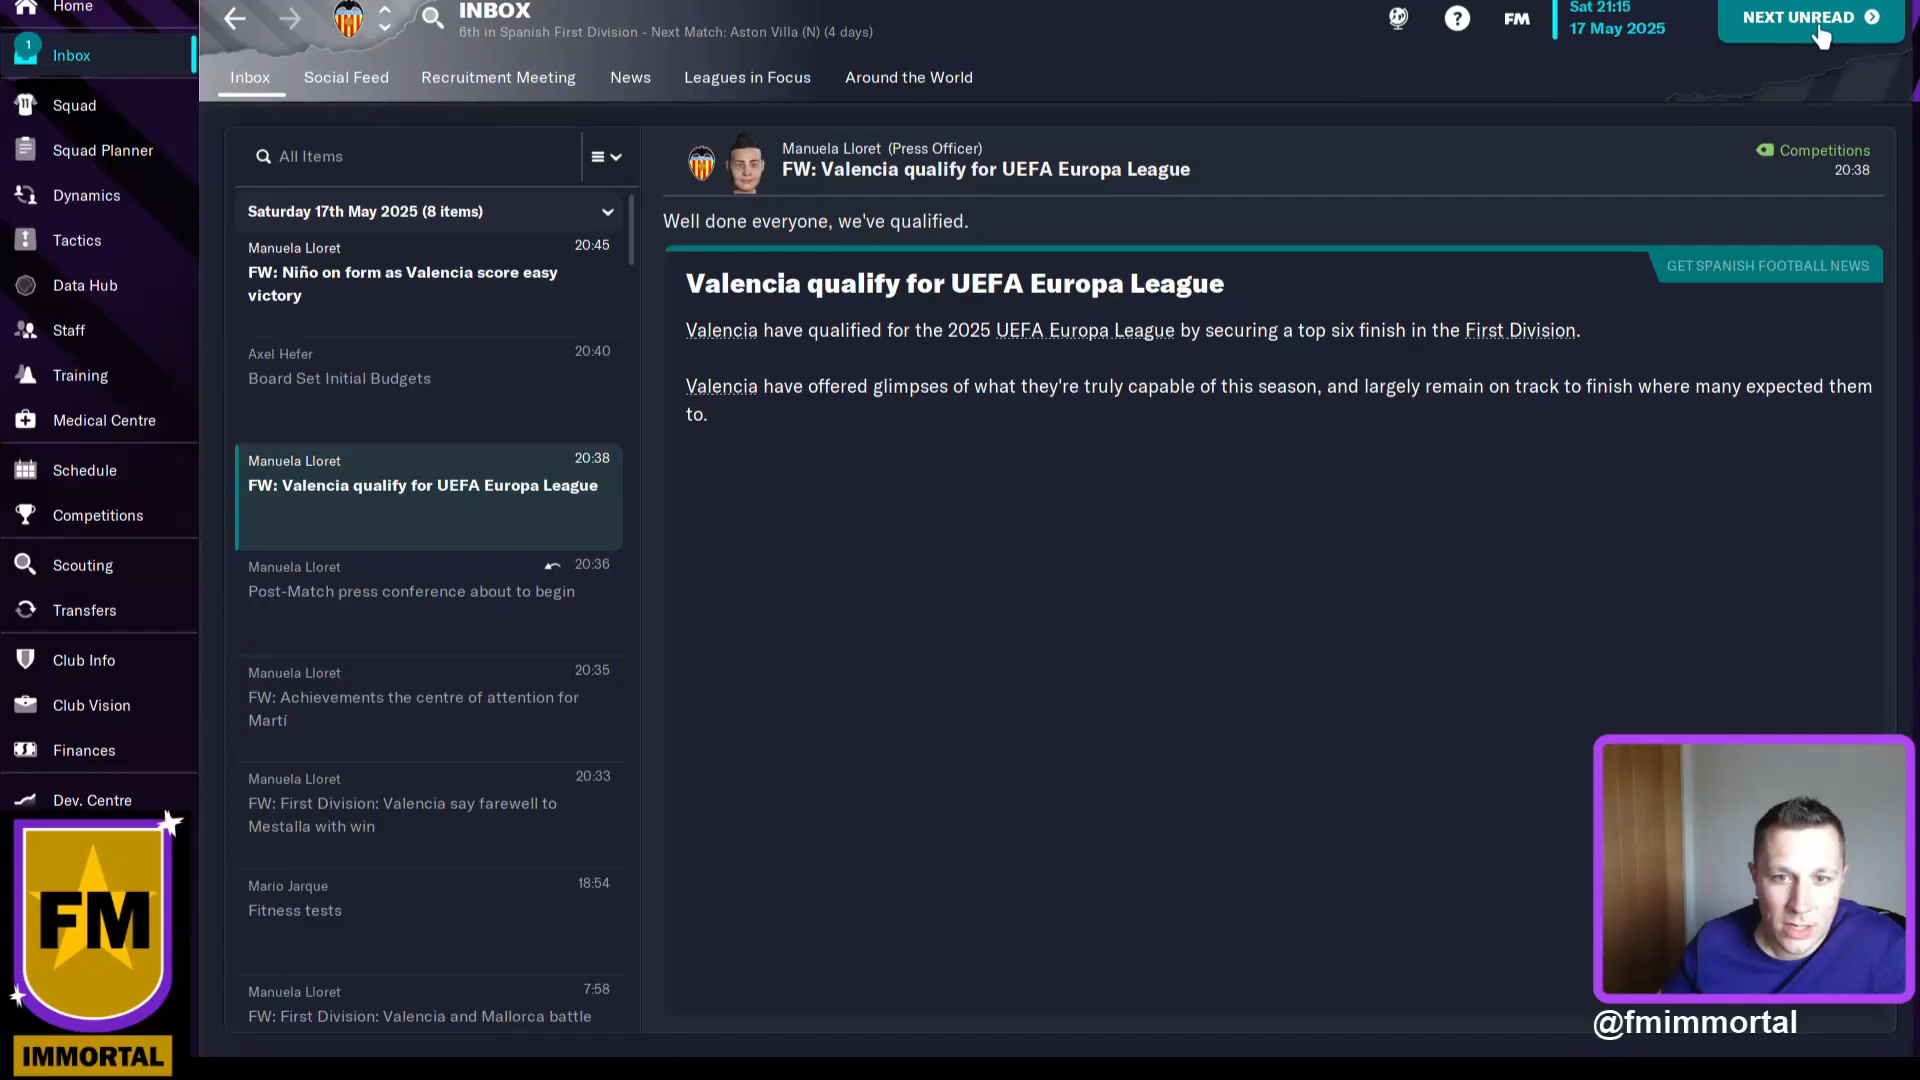 Home
INBOX
6th in Spanish First Division - Next Match: Aston Villa (N) (4 days)
FM
Sat 21:15
17 May 2025
NEXT UNREAD
1
Inbox
Squad
Squad Planner
Dynamics
Tactics
Data Hub
Staff
Training
Medical Centre
Schedule
Competitions
Scouting
Transfers
Club Info
Club Vision
Finances
Dev. Centre
Inbox
Social Feed
Recruitment Meeting
News
Leagues in Focus
Around the World
All Items
Saturday 17th May 2025 (8 items)
Manuela Lloret 20:45
FW: Niño on form as Valencia score easy
victory
Axel Hefer 20:40
Board Set Initial Budgets
Manuela Lloret 20:38
FW: Valencia qualify for UEFA Europa League
Manuela Lloret 20:36
Post-Match press conference about to begin
Manuela Lloret 20:35
FW: Achievements the centre of attention for
Martí
Manuela Lloret 20:33
FW: First Division: Valencia say farewell to
Mestalla with win
Mario Jarque 18:54
Fitness tests
Manuela Lloret 7:58
FW: First Division: Valencia and Mallorca battle
Manuela Lloret (Press Officer)
FW: Valencia qualify for UEFA Europa League
Competitions
20:38
Well done everyone, we've qualified.
GET SPANISH FOOTBALL NEWS
Valencia qualify for UEFA Europa League
Valencia have qualified for the 2025 UEFA Europa League by securing a top six finish in the First Division.
Valencia have offered glimpses of what they're truly capable of this season, and largely remain on track to finish where many expected them
to.
FM
IMMORTAL
@fmimmortal